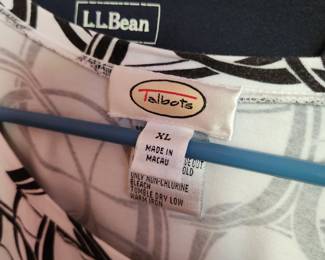 L.L.Bean
Talbots
XL
MADE IN
MACAU
ONLY NON-CHLORINE
BLEACH
TUMBLE DRY LOW
WARM IRON